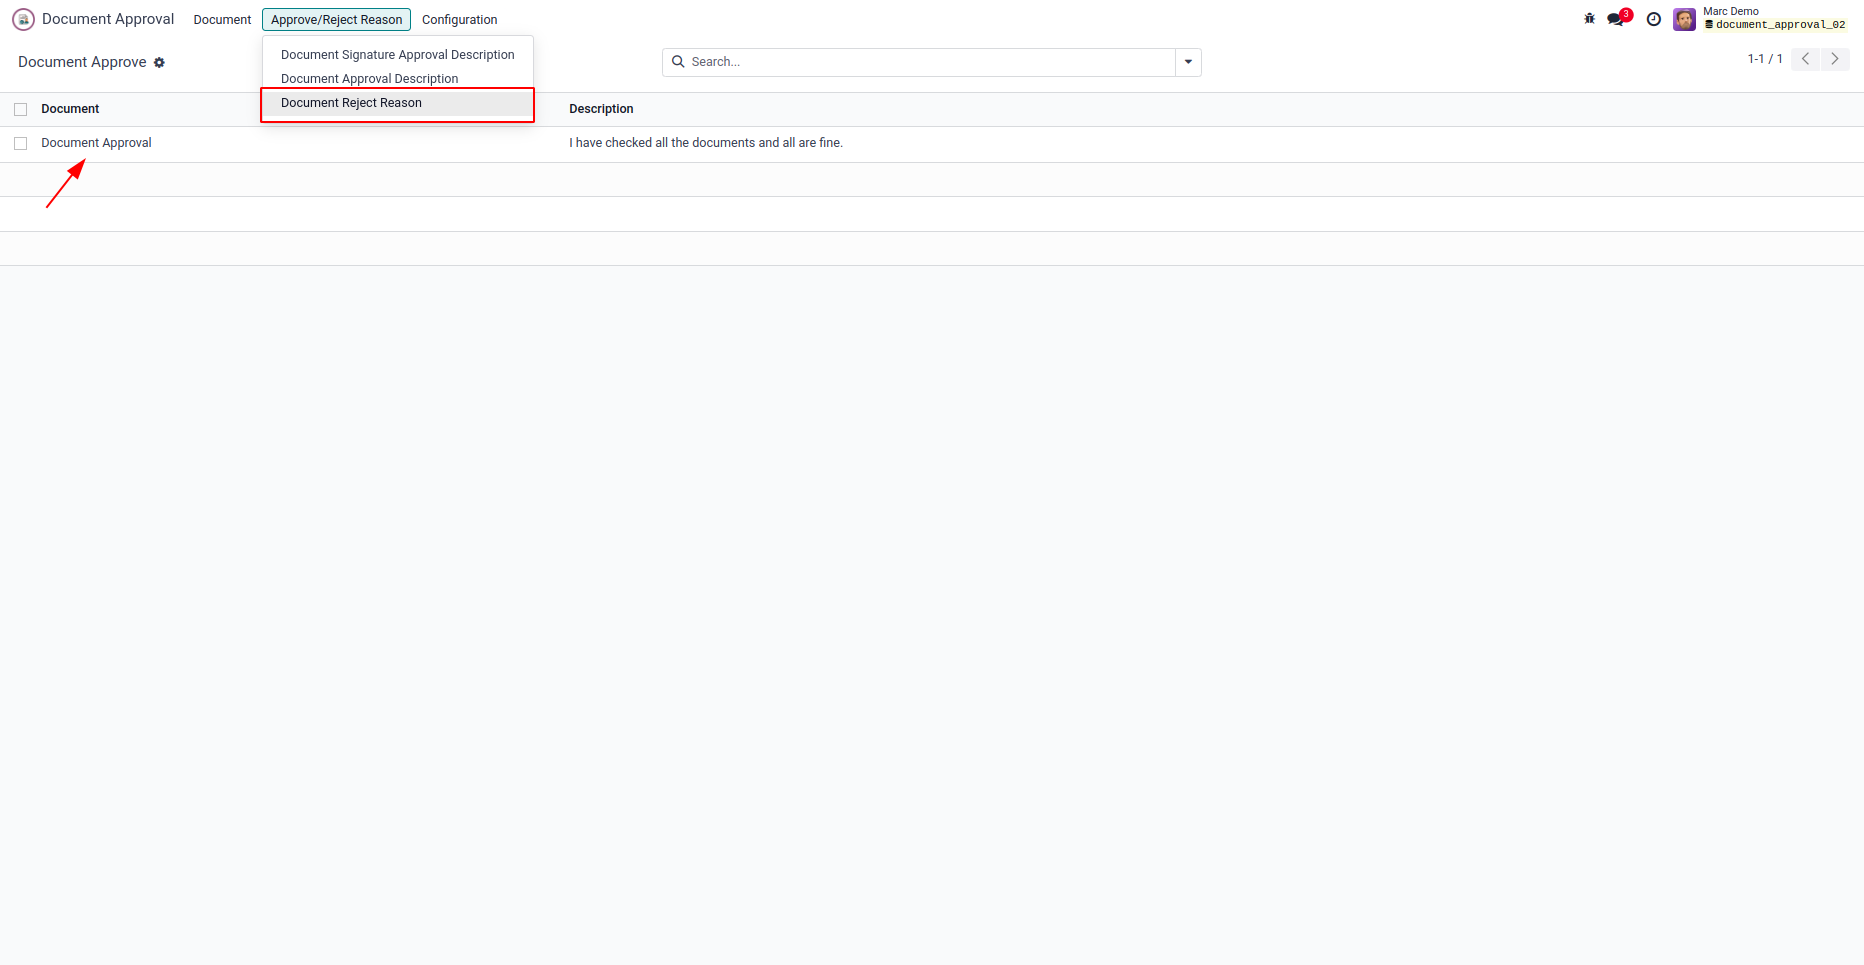 Document Approval
Document
Approve/Reject Reason
Configuration
3
Marc Demo
document_approval_02
Document Signature Approval Description
Document Approval Description
Document Reject Reason
Document Approve
Search...
1-1 / 1
Document
Description
Document Approval
I have checked all the documents and all are fine.